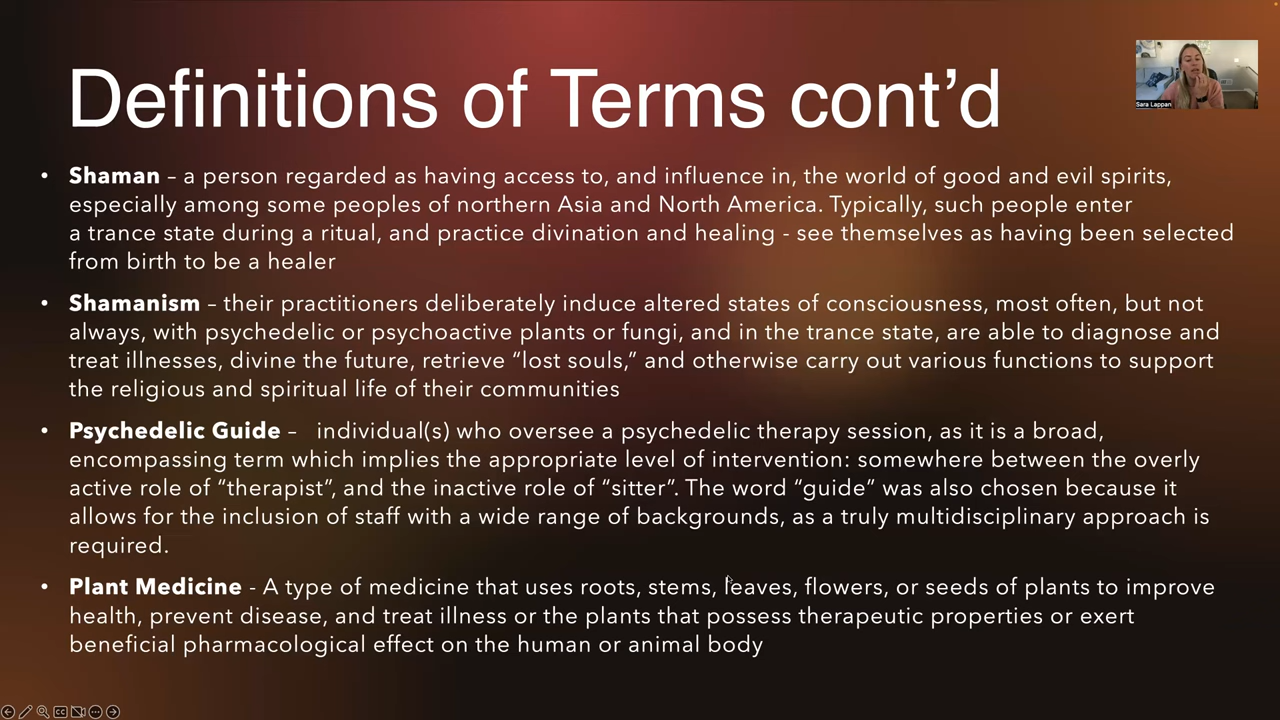 Definitions of Terms cont’d
Sara Lappan
• Shaman – a person regarded as having access to, and influence in, the world of good and evil spirits,
especially among some peoples of northern Asia and North America. Typically, such people enter
a trance state during a ritual, and practice divination and healing - see themselves as having been selected
from birth to be a healer
• Shamanism – their practitioners deliberately induce altered states of consciousness, most often, but not
always, with psychedelic or psychoactive plants or fungi, and in the trance state, are able to diagnose and
treat illnesses, divine the future, retrieve “lost souls,” and otherwise carry out various functions to support
the religious and spiritual life of their communities
• Psychedelic Guide – individual(s) who oversee a psychedelic therapy session, as it is a broad,
encompassing term which implies the appropriate level of intervention: somewhere between the overly
active role of “therapist”, and the inactive role of “sitter”. The word “guide” was also chosen because it
allows for the inclusion of staff with a wide range of backgrounds, as a truly multidisciplinary approach is
required.
• Plant Medicine - A type of medicine that uses roots, stems, leaves, flowers, or seeds of plants to improve
health, prevent disease, and treat illness or the plants that possess therapeutic properties or exert
beneficial pharmacological effect on the human or animal body
CC